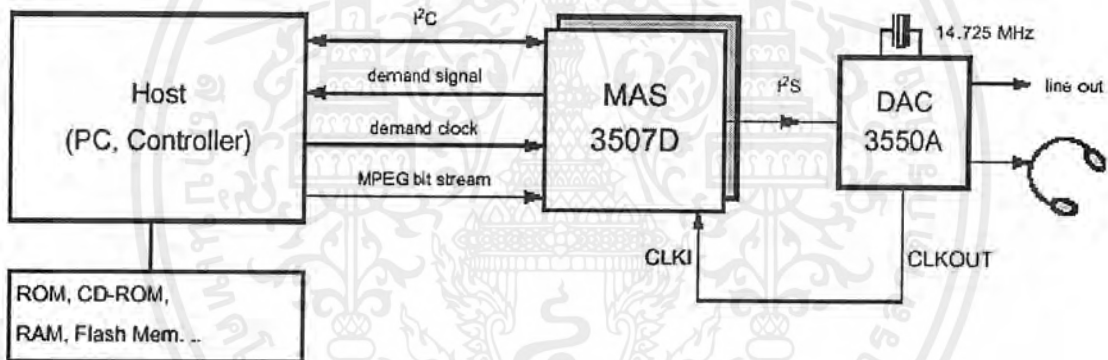 Host
(PC, Controller)
I²C
demand signal
demand clock
MPEG bit stream
MAS
3507D
I²S
14.725 MHz
DAC
3550A
line out
CLKI
CLKOUT
ROM, CD-ROM,
RAM, Flash Mem. ..